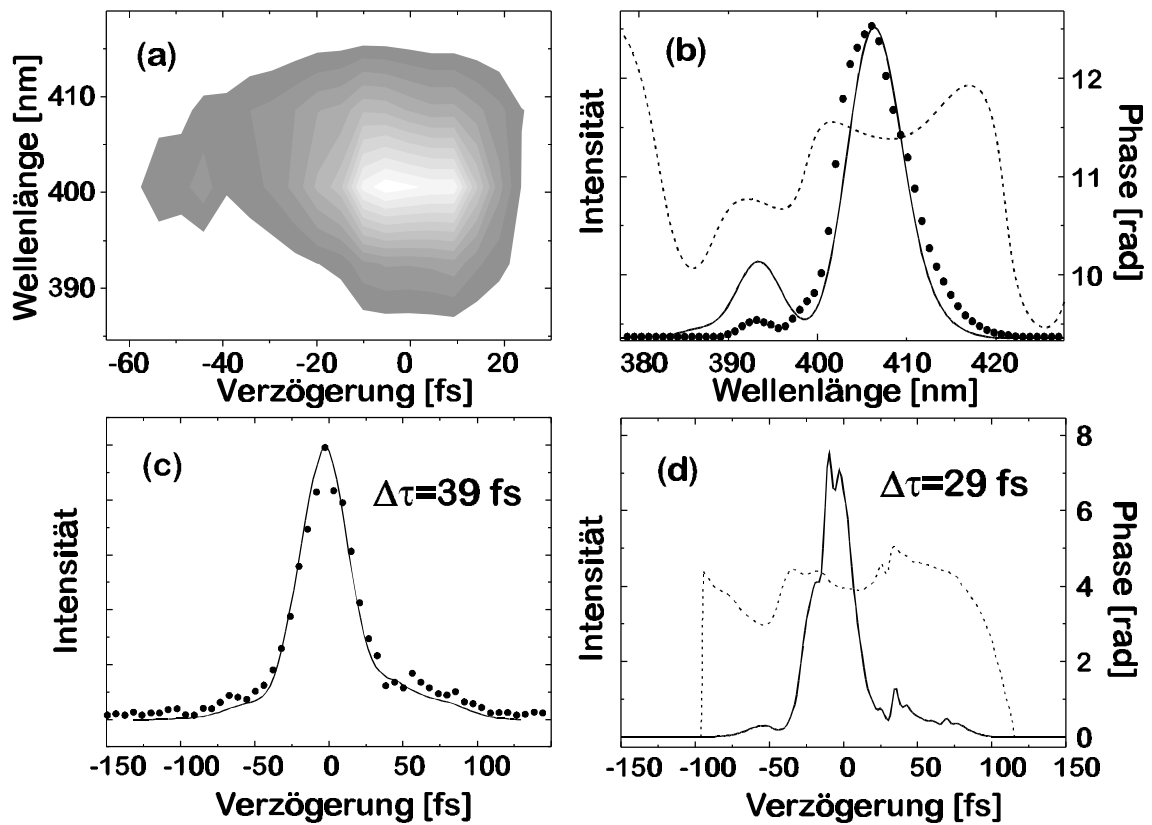 (a)
Wellenlänge [nm]
410
400
390
-60
-40
-20
0
20
Verzögerung [fs]
(b)
Intensität
12
11
10
Phase [rad]
380
390
400
410
420
Wellenlänge [nm]
(c)
Δτ=39 fs
Intensität
-150
-100
-50
0
50
100
Verzögerung [fs]
(d)
Δτ=29 fs
Intensität
8
6
4
2
0
Phase [rad]
-150
-100
-50
0
50
100
150
Verzögerung [fs]